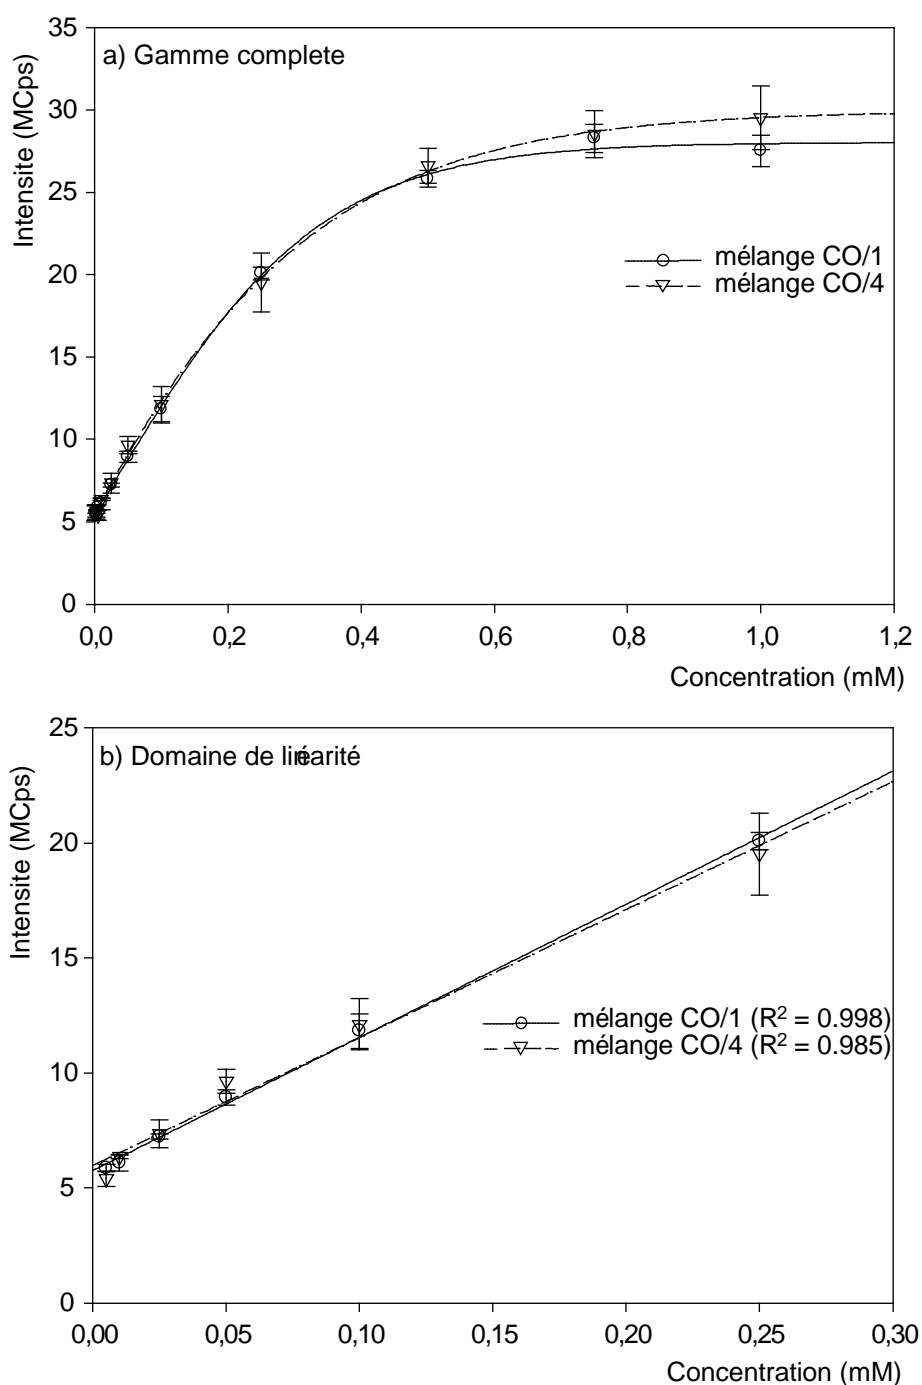 35
a) Gamme complete
30
25
20
15
10
5
0
Intensite (MCps)
mélange CO/1
mélange CO/4
0,0 0,2 0,4 0,6 0,8 1,0 1,2
Concentration (mM)
25
b) Domaine de linéarité
20
15
10
5
0
Intensite (MCps)
mélange CO/1 (R² = 0.998)
mélange CO/4 (R² = 0.985)
0,00 0,05 0,10 0,15 0,20 0,25 0,30
Concentration (mM)